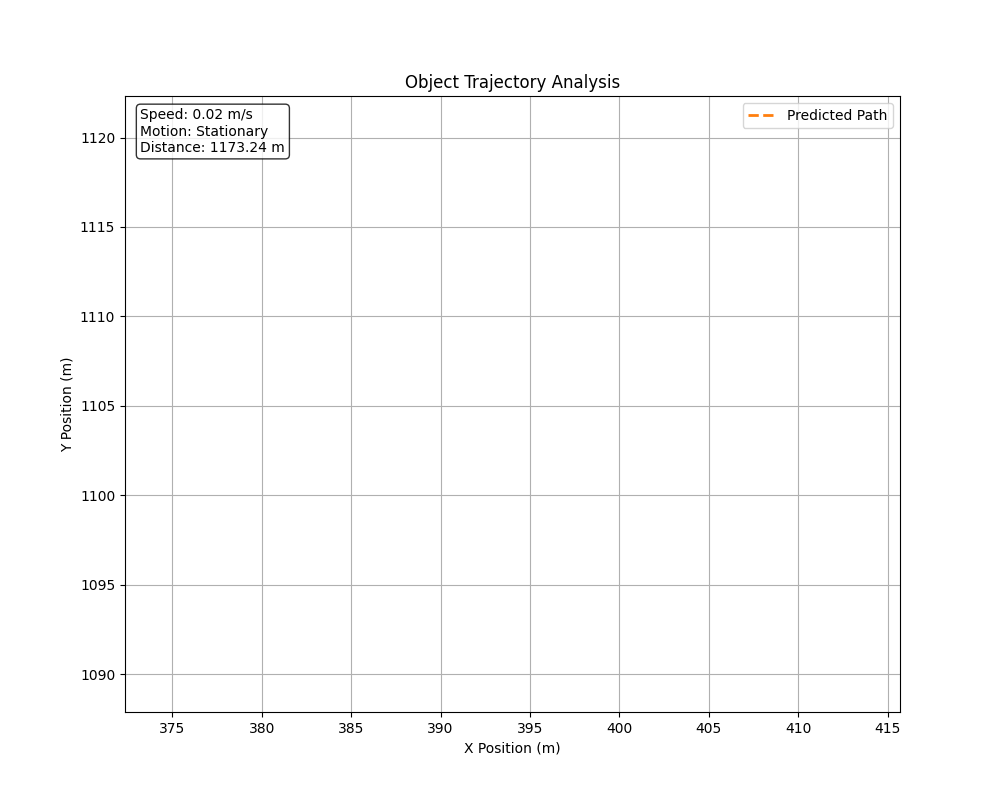 Object Trajectory Analysis
Speed: 0.02 m/s
Motion: Stationary
Distance: 1173.24 m
Predicted Path
1120
1115
1110
1105
1100
1095
1090
Y Position (m)
375 380 385 390 395 400 405 410 415
X Position (m)